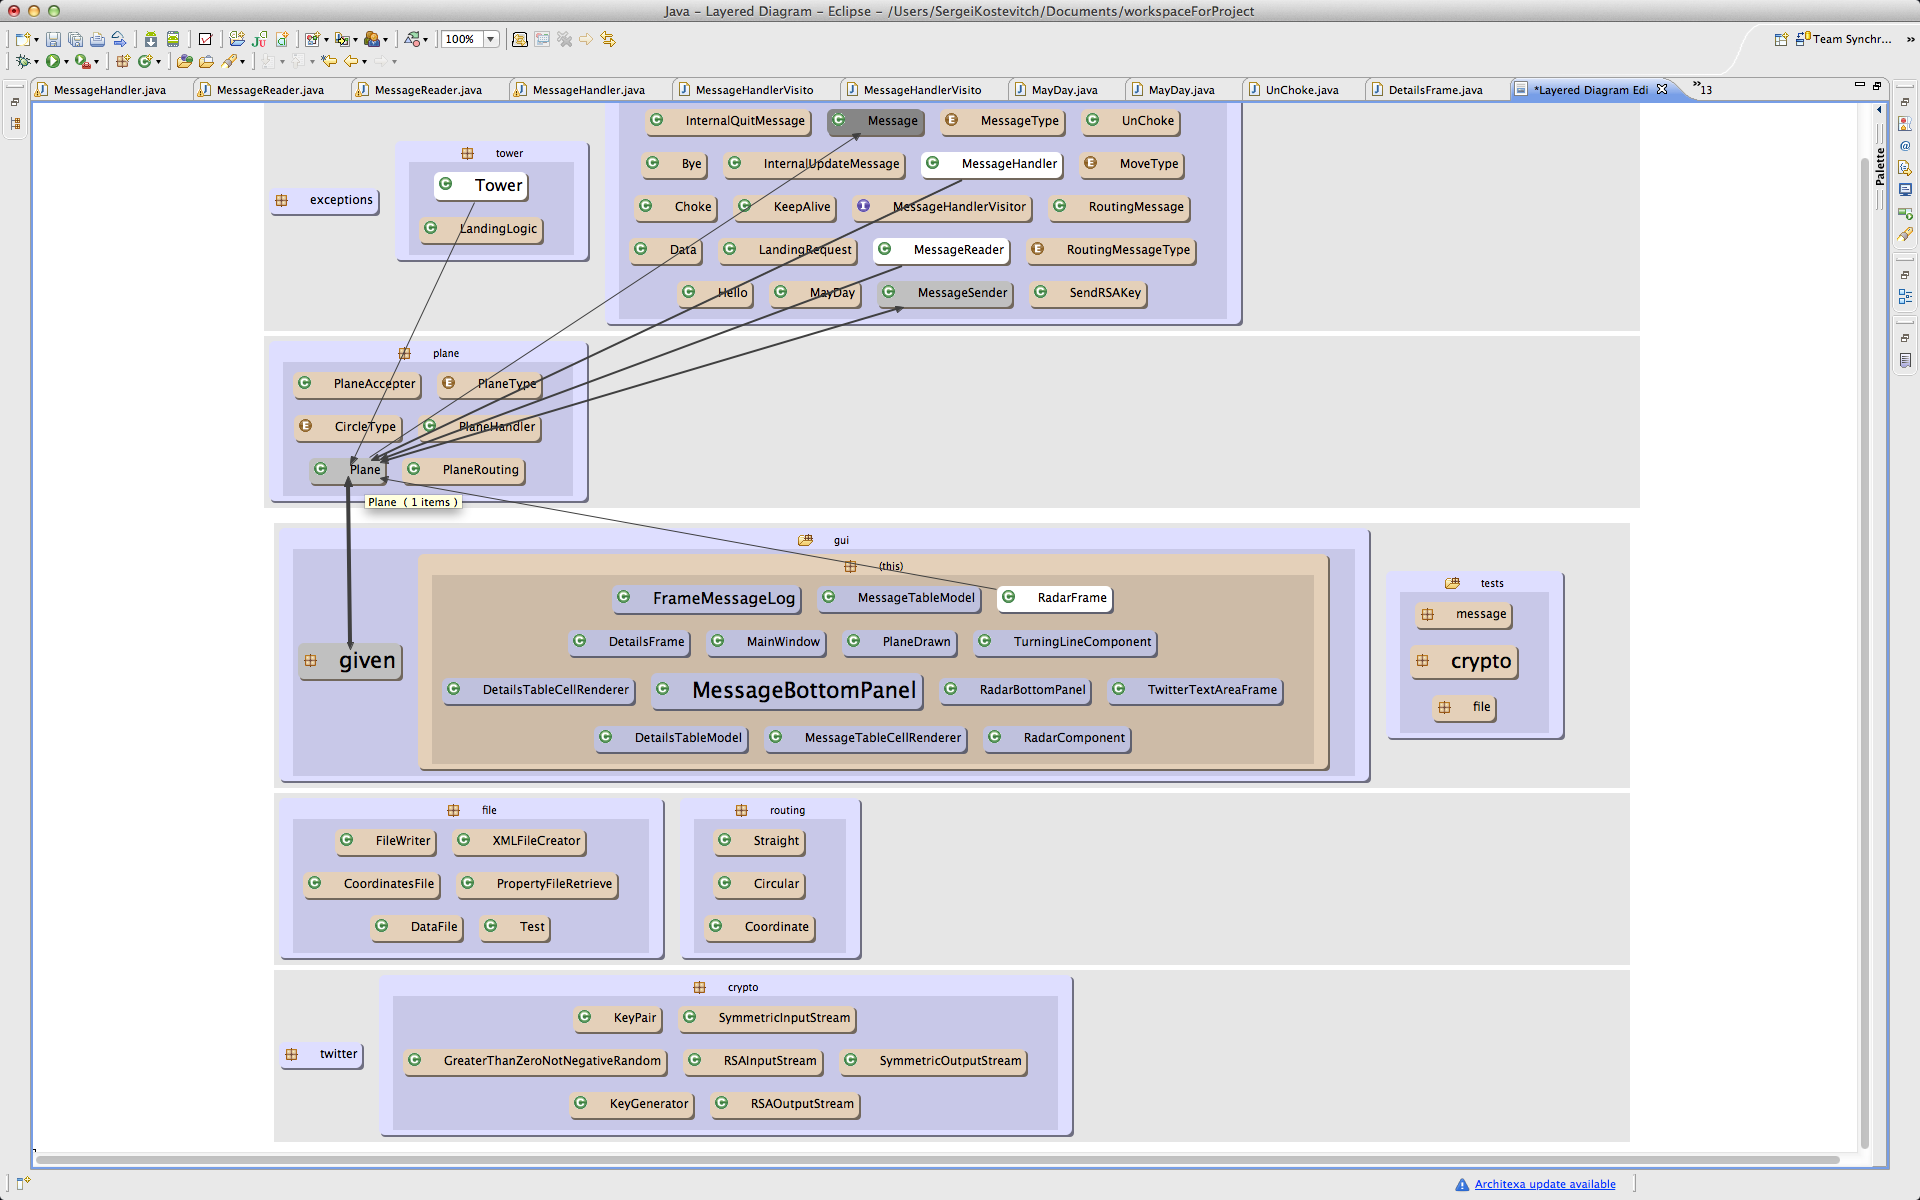 Java – Layered Diagram – Eclipse – /Users/SergeiKostevitch/Documents/workspaceForProject
100%
Team Synchr...
MessageHandler.java
MessageReader.java
MessageReader.java
MessageHandler.java
MessageHandlerVisito
MessageHandlerVisito
MayDay.java
MayDay.java
UnChoke.java
DetailsFrame.java
*Layered Diagram Edi
13
Palette
InternalQuitMessage
Message
MessageType
UnChoke
tower
Bye
InternalUpdateMessage
MessageHandler
MoveType
Tower
exceptions
Choke
KeepAlive
MessageHandlerVisitor
RoutingMessage
LandingLogic
Data
LandingRequest
MessageReader
RoutingMessageType
Hello
MayDay
MessageSender
SendRSAKey
plane
PlaneAccepter
PlaneType
CircleType
PlaneHandler
Plane
PlaneRouting
Plane ( 1 items )
gui
(this)
FrameMessageLog
MessageTableModel
RadarFrame
DetailsFrame
MainWindow
PlaneDrawn
TurningLineComponent
given
DetailsTableCellRenderer
MessageBottomPanel
RadarBottomPanel
TwitterTextAreaFrame
DetailsTableModel
MessageTableCellRenderer
RadarComponent
tests
message
crypto
file
file
FileWriter
XMLFileCreator
CoordinatesFile
PropertyFileRetrieve
DataFile
Test
routing
Straight
Circular
Coordinate
twitter
crypto
KeyPair
SymmetricInputStream
GreaterThanZeroNotNegativeRandom
RSAInputStream
SymmetricOutputStream
KeyGenerator
RSAOutputStream
Architexa update available